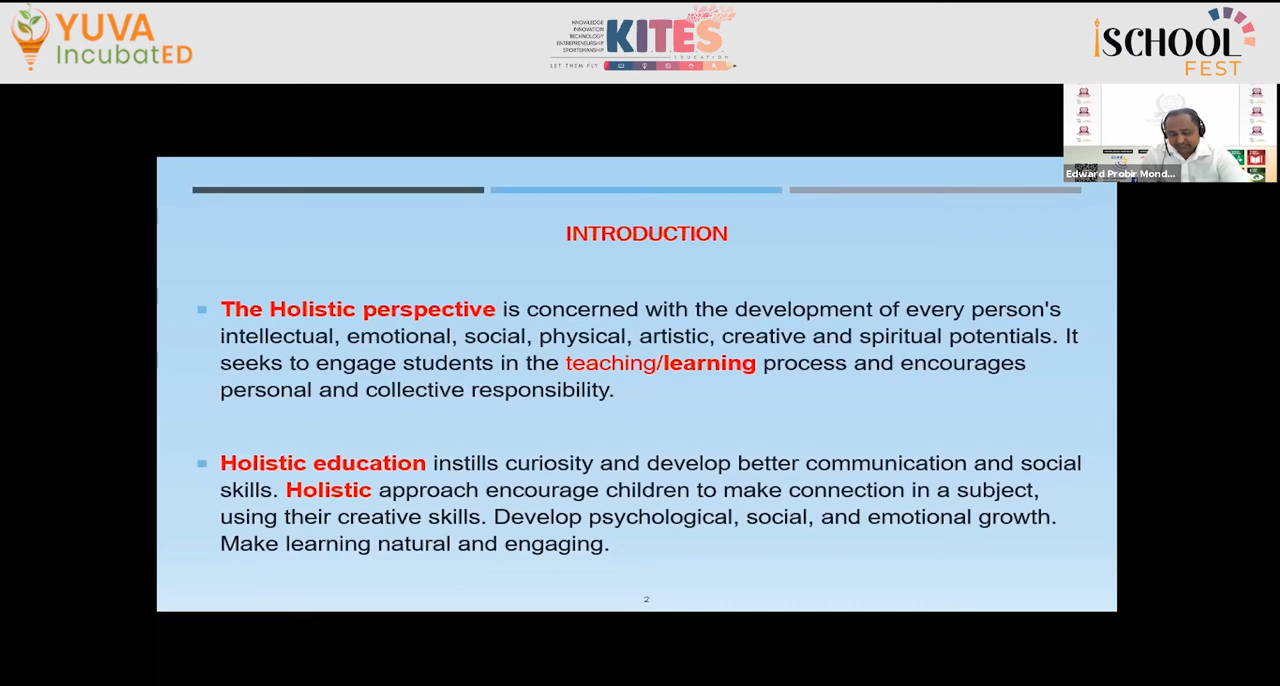 YUVA
IncubatED
KNOWLEDGE
INNOVATION
TECHNOLOGY
ENTREPRENEURSHIP
SPORTSMANSHIP
KITES
EDUCATION
LET THEM FLY
iSCHOOL
FEST
Edward Probir Mond...
INTRODUCTION
The Holistic perspective is concerned with the development of every person's
intellectual, emotional, social, physical, artistic, creative and spiritual potentials. It
seeks to engage students in the teaching/learning process and encourages
personal and collective responsibility.
Holistic education instills curiosity and develop better communication and social
skills. Holistic approach encourage children to make connection in a subject,
using their creative skills. Develop psychological, social, and emotional growth.
Make learning natural and engaging.
2